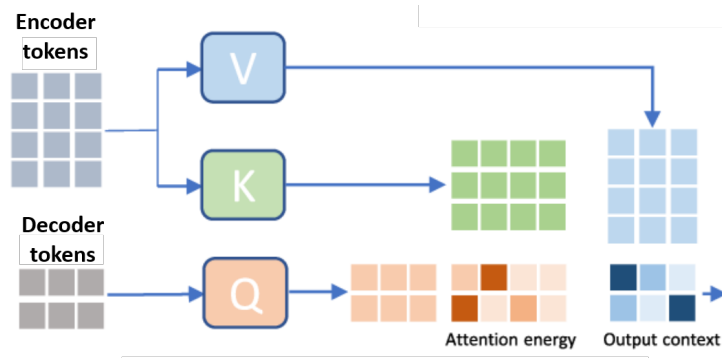 Encoder
tokens
V
K
Decoder
tokens
Q
Attention energy
Output context